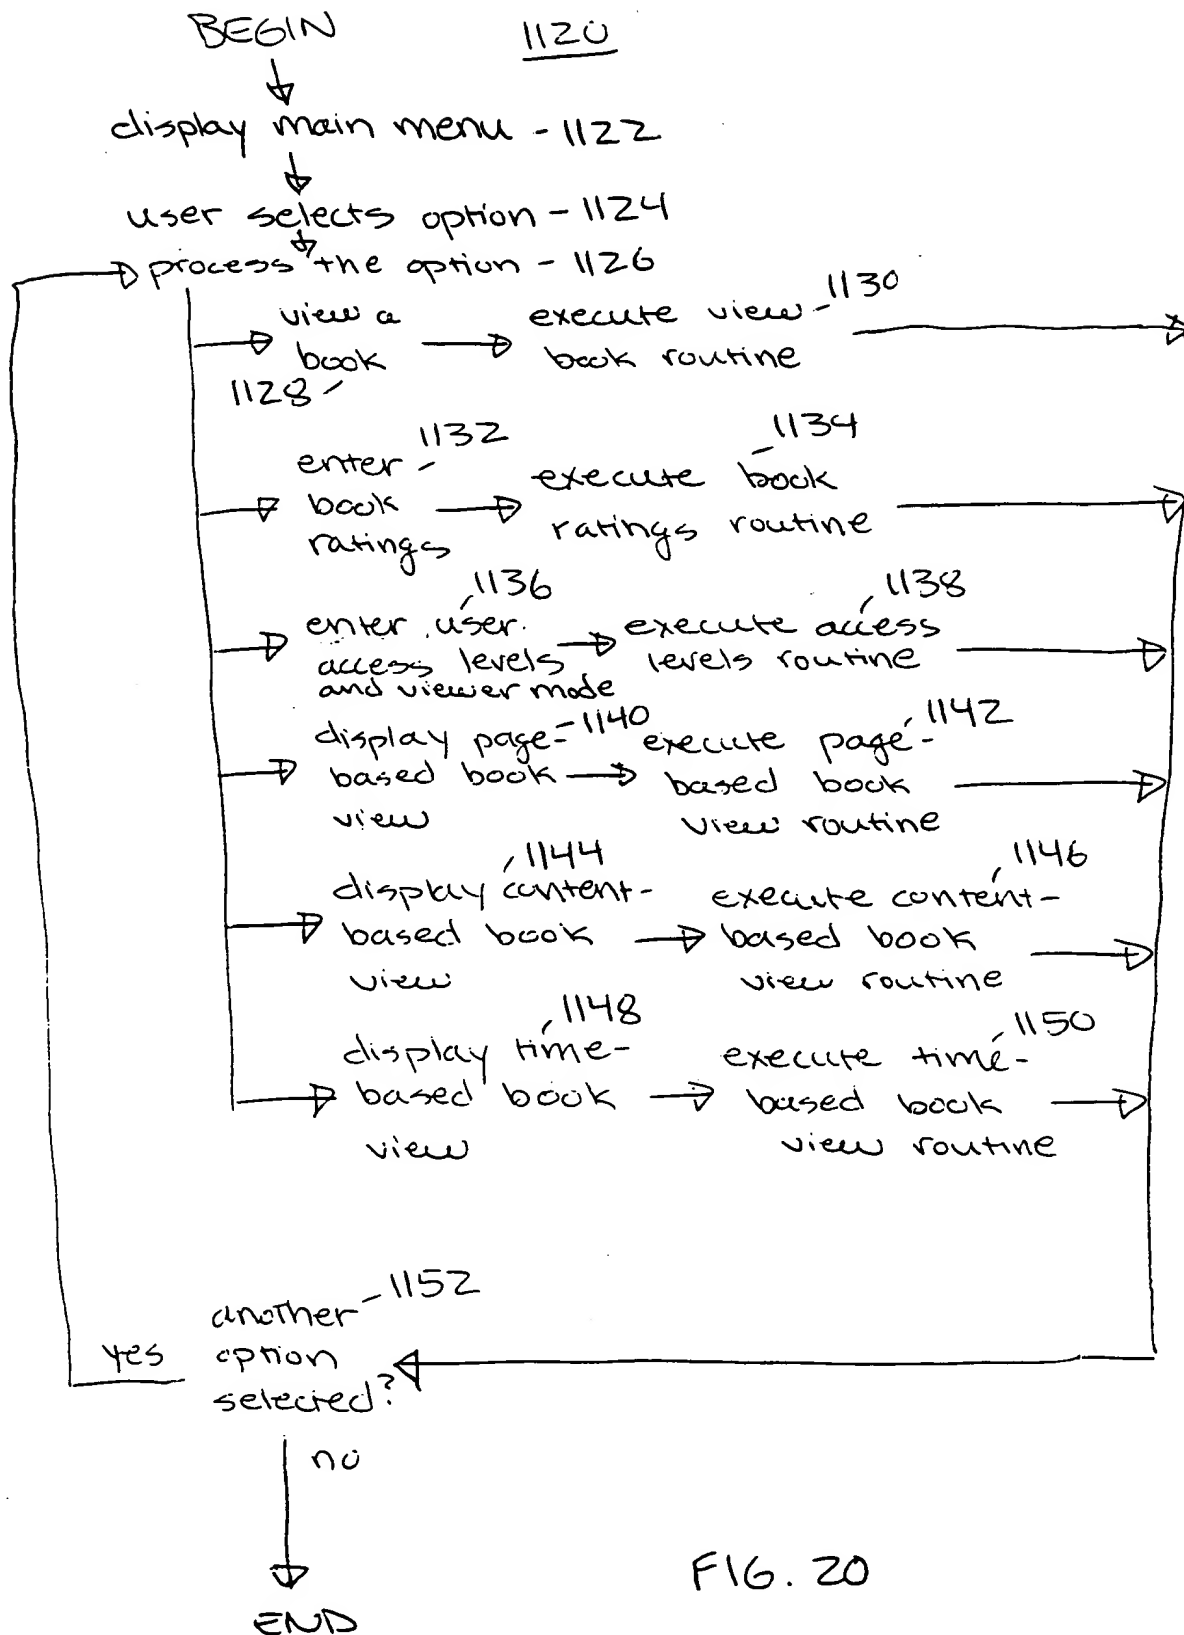 BEGIN 1120
display main menu - 1122
user selects option - 1124
process the option - 1126
view a
book
1128
execute view 1130
book routine
enter 1132
book
ratings
execute book 1134
ratings routine
1136
enter user
access levels
and viewer mode
1138
execute access
levels routine
display page- 1140
based book
view
execute page- 1142
based book
view routine
1144
display content-
based book
view
1146
execute content-
based book
view routine
1148
display time-
based book
view
1150
execute time-
based book
view routine
another 1152
option
selected?
yes
no
END
FIG. 20